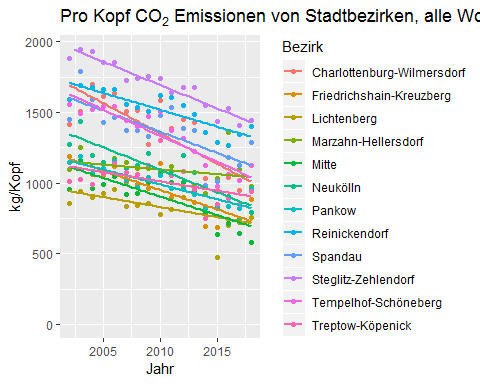 Pro Kopf CO₂ Emissionen von Stadtbezirken, alle Wo
Bezirk
Charlottenburg-Wilmersdorf
Friedrichshain-Kreuzberg
Lichtenberg
Marzahn-Hellersdorf
Mitte
Neukölln
Pankow
Reinickendorf
Spandau
Steglitz-Zehlendorf
Tempelhof-Schöneberg
Treptow-Köpenick
kg/Kopf
2000
1500
1000
500
0
2005 2010 2015
Jahr